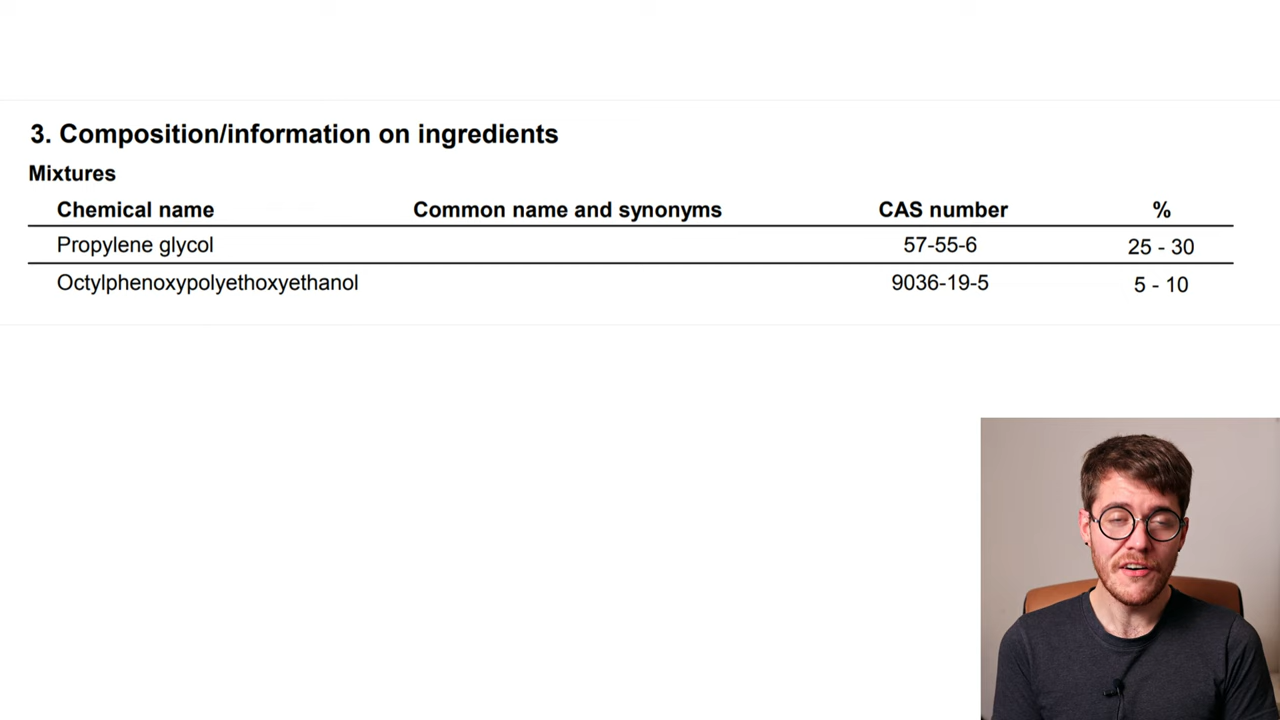 3. Composition/information on ingredients
Mixtures
Chemical name Common name and synonyms CAS number %
Propylene glycol 57-55-6 25 - 30
Octylphenoxypolyethoxyethanol 9036-19-5 5 - 10